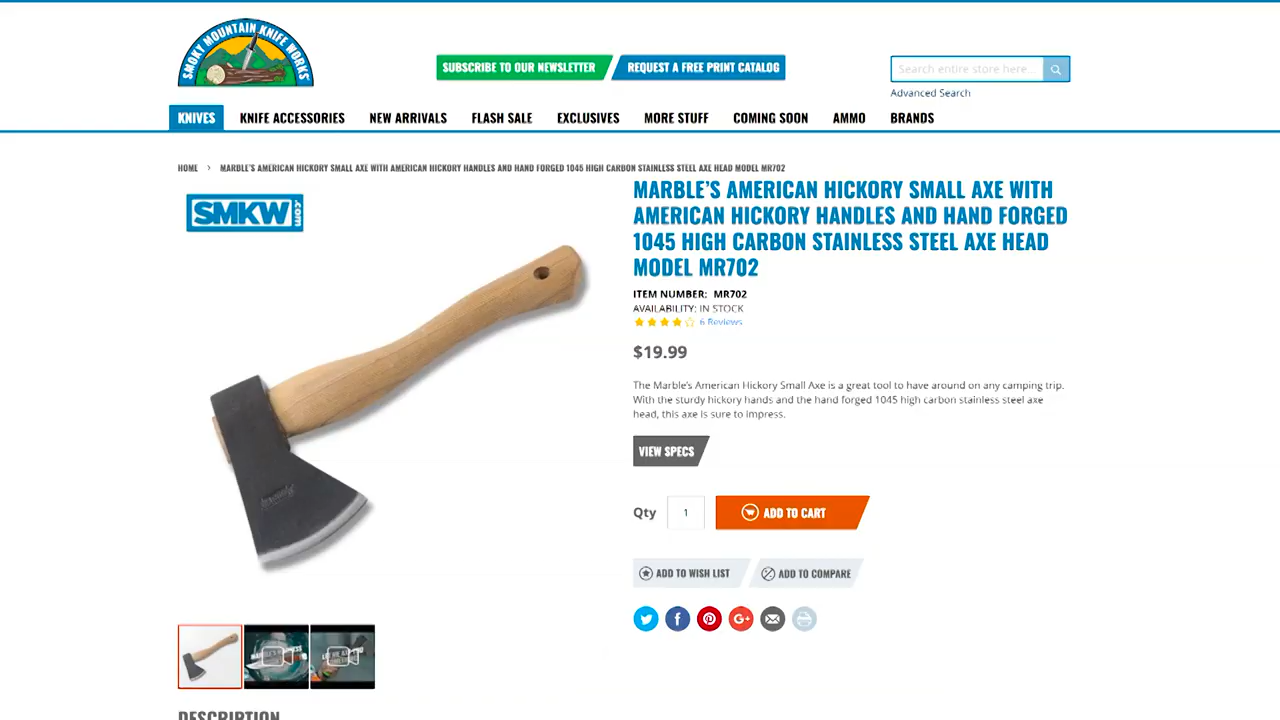 SMOKY MOUNTAIN KNIFE WORKS
SUBSCRIBE TO OUR NEWSLETTER
REQUEST A FREE PRINT CATALOG
Search entire store here...
Advanced Search
KNIVES
KNIFE ACCESSORIES
NEW ARRIVALS
FLASH SALE
EXCLUSIVES
MORE STUFF
COMING SOON
AMMO
BRANDS
HOME > MARBLE'S AMERICAN HICKORY SMALL AXE WITH AMERICAN HICKORY HANDLES AND HAND FORGED 1045 HIGH CARBON STAINLESS STEEL AXE HEAD MODEL MR702
SMKW.com
MARBLE'S AMERICAN HICKORY SMALL AXE WITH
AMERICAN HICKORY HANDLES AND HAND FORGED
1045 HIGH CARBON STAINLESS STEEL AXE HEAD
MODEL MR702
ITEM NUMBER: MR702
AVAILABILITY: IN STOCK
6 Reviews
$19.99
The Marble's American Hickory Small Axe is a great tool to have around on any camping trip.
With the sturdy hickory hands and the hand forged 1045 high carbon stainless steel axe
head, this axe is sure to impress.
VIEW SPECS
Qty
1
ADD TO CART
ADD TO WISH LIST
ADD TO COMPARE
DESCRIPTION